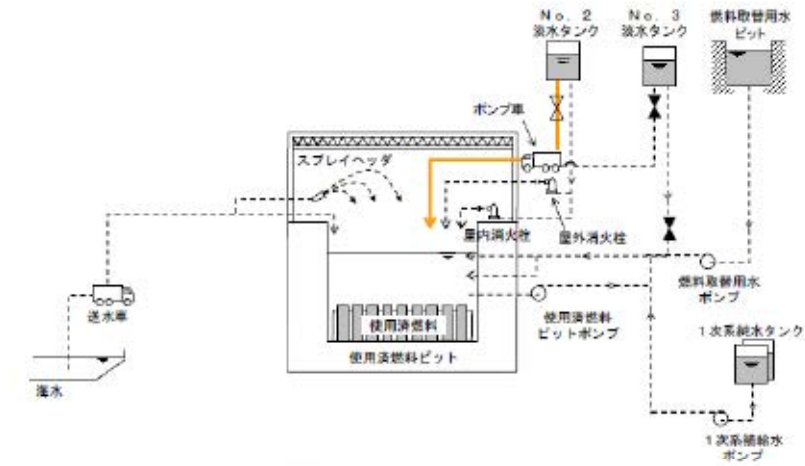 No. 2
淡水タンク
No. 3
淡水タンク
燃料取替用水
ピット
ポンプ車
スプレイヘッダ
屋内消火栓
屋外消火栓
燃料取替用水
ポンプ
送水車
使用済燃料
使用済燃料
ピットポンプ
1次系純水タンク
使用済燃料ピット
海水
1次系補給水
ポンプ